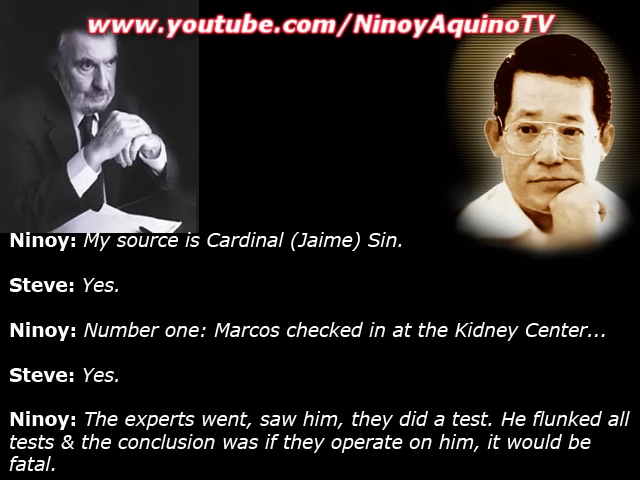 www.youtube.com/NinoyAquinoTV
Ninoy: My source is Cardinal (Jaime) Sin.
Steve: Yes.
Ninoy: Number one: Marcos checked in at the Kidney Center...
Steve: Yes.
Ninoy: The experts went, saw him, they did a test. He flunked all
tests & the conclusion was if they operate on him, it would be
fatal.